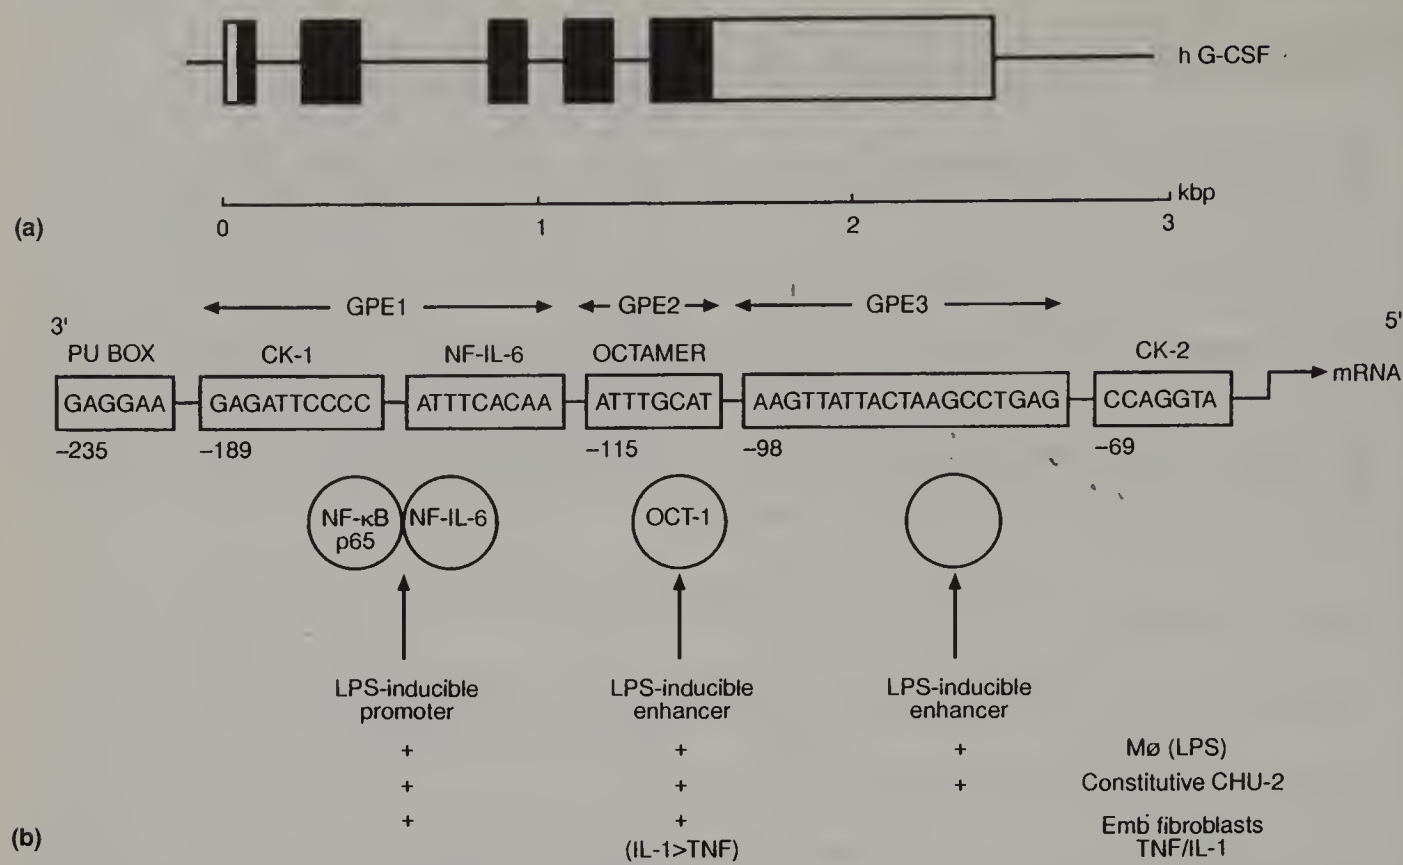 h G-CSF
kbp
(a)
0 1 2 3
GPE1 GPE2 GPE3
3' 5'
PU BOX CK-1 NF-IL-6 OCTAMER CK-2
GAGGAA GAGATTCCCC ATTTCACAA ATTTGCAT AAGTTATTACTAAGCCTGAG CCAGGTA mRNA
−235 −189 −115 −98 −69
NF-κB NF-IL-6 OCT-1
p65
LPS-inducible LPS-inducible LPS-inducible
promoter enhancer enhancer
+ + + Mø (LPS)
+ + + Constitutive CHU-2
+ + Emb fibroblasts
(b) (IL-1>TNF) TNF/IL-1